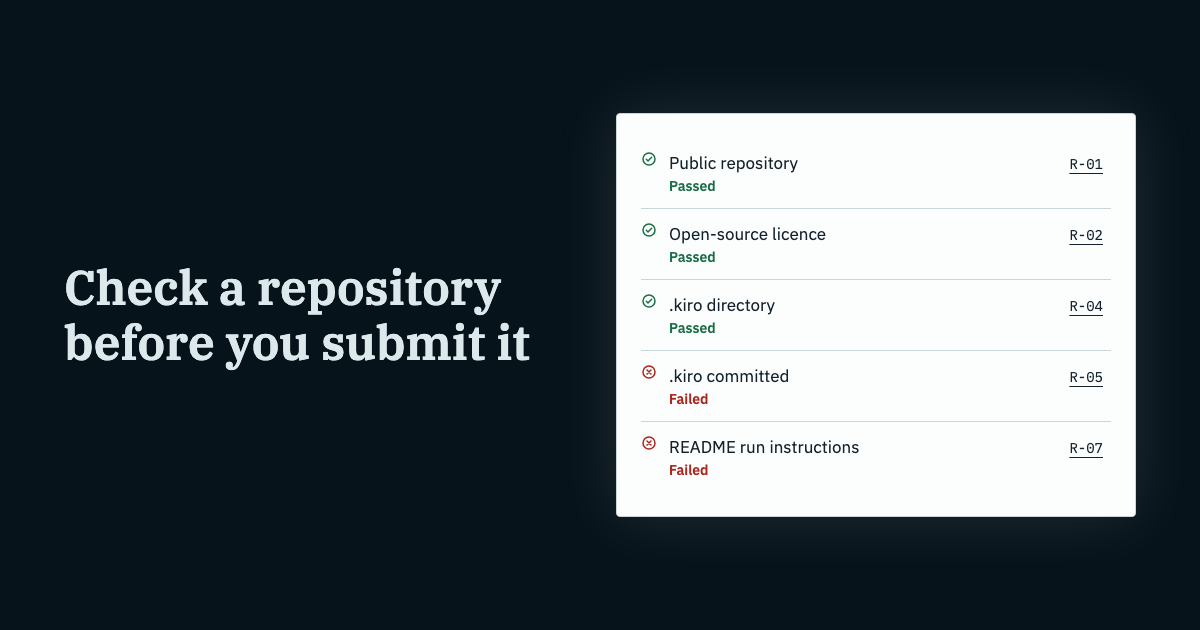 Check a repository
before you submit it
Public repository
R-01
Passed
Open-source licence
R-02
Passed
.kiro directory
R-04
Passed
.kiro committed
R-05
Failed
README run instructions
R-07
Failed